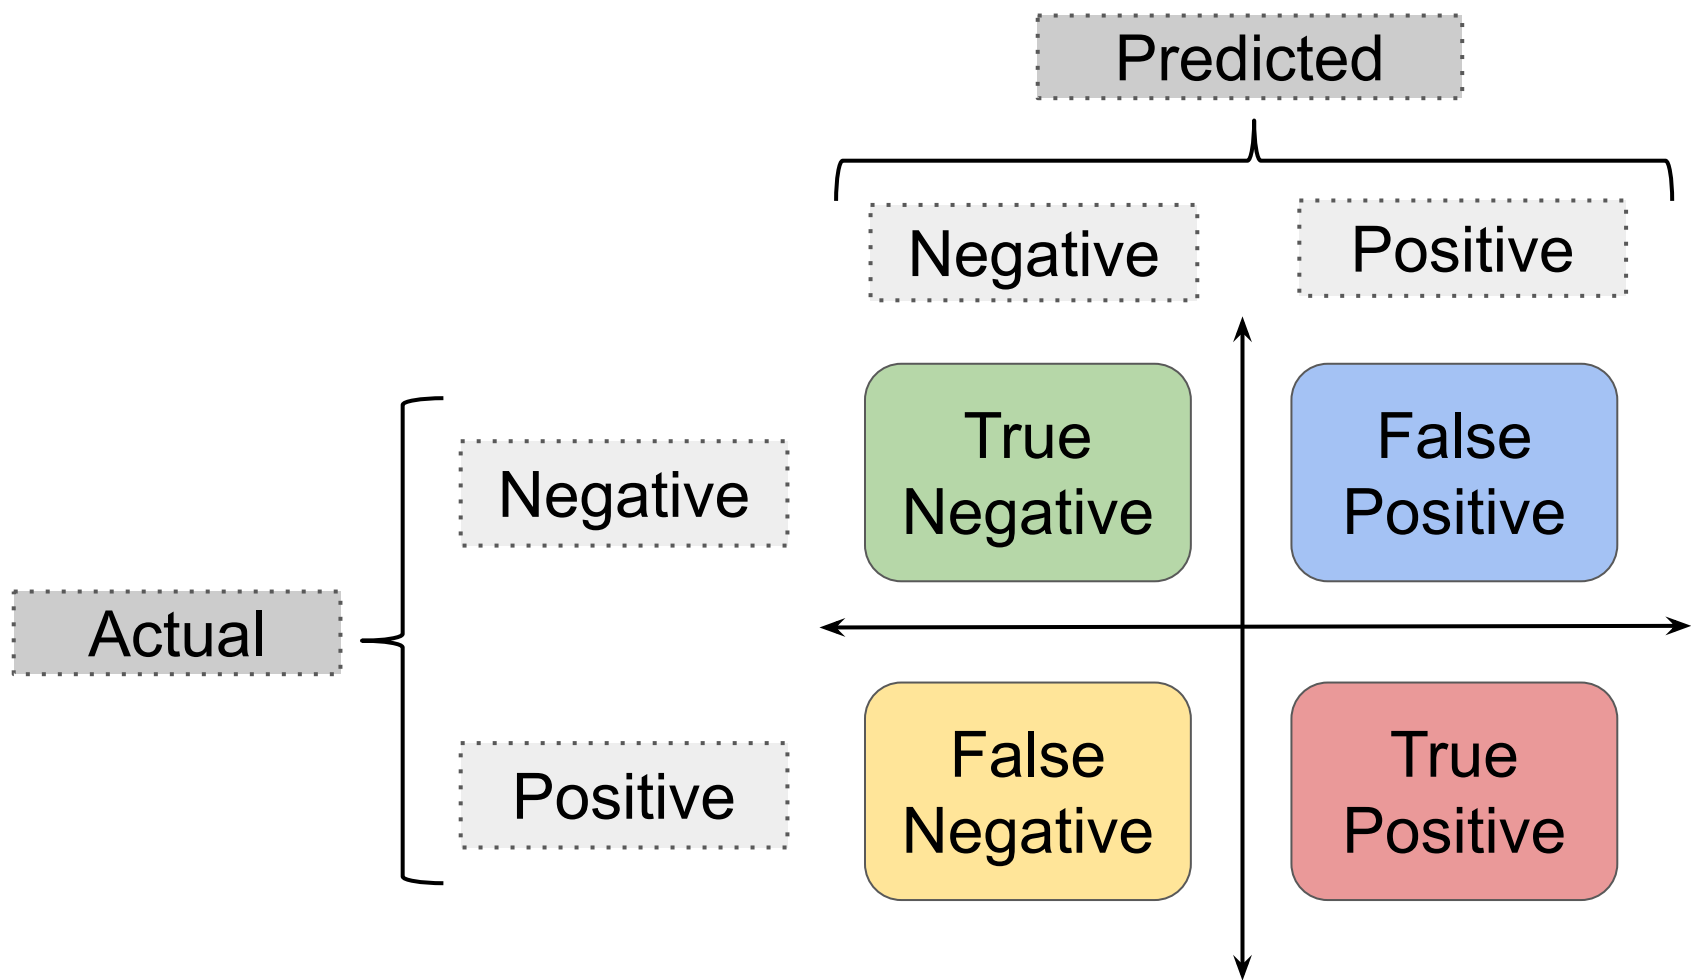 Predicted
Negative
Positive
True
Negative
False
Positive
Negative
Actual
Positive
False
Negative
True
Positive